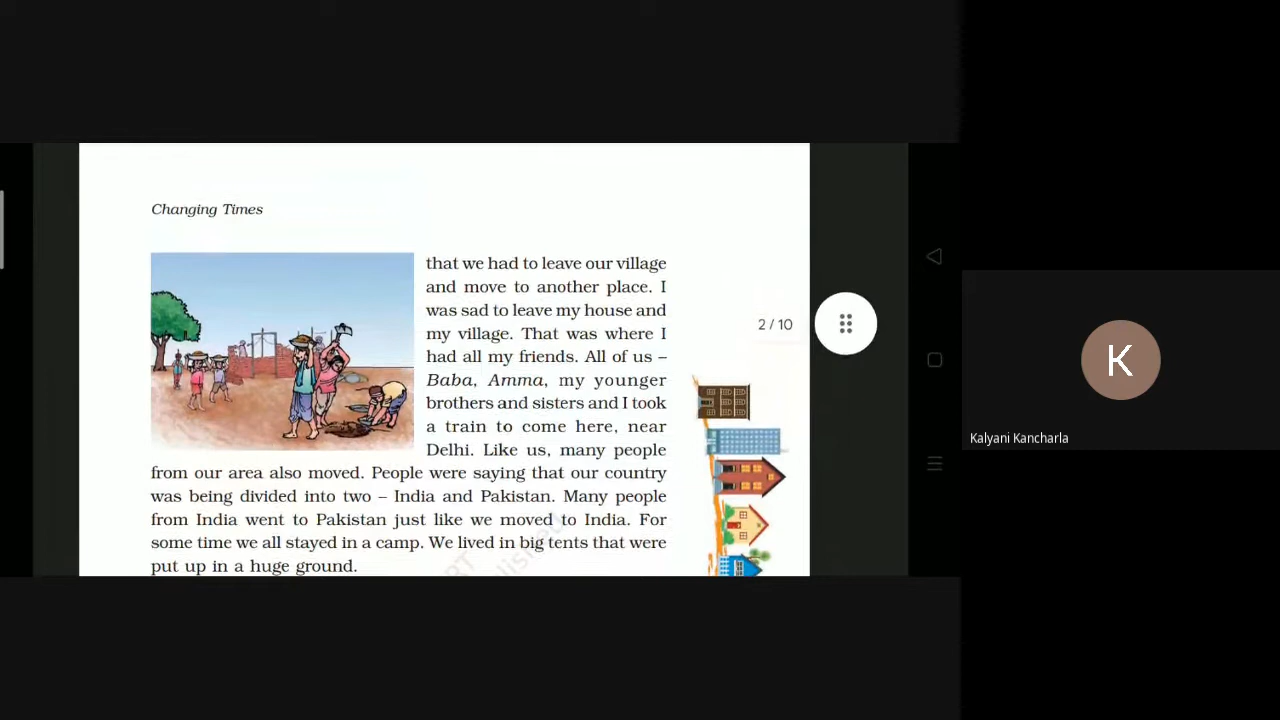 Changing Times
that we had to leave our village
and move to another place. I
was sad to leave my house and
my village. That was where I
had all my friends. All of us –
Baba, Amma, my younger
brothers and sisters and I took
a train to come here, near
Delhi. Like us, many people
from our area also moved. People were saying that our country
was being divided into two – India and Pakistan. Many people
from India went to Pakistan just like we moved to India. For
some time we all stayed in a camp. We lived in big tents that were
put up in a huge ground.
2 / 10
K
Kalyani Kancharla